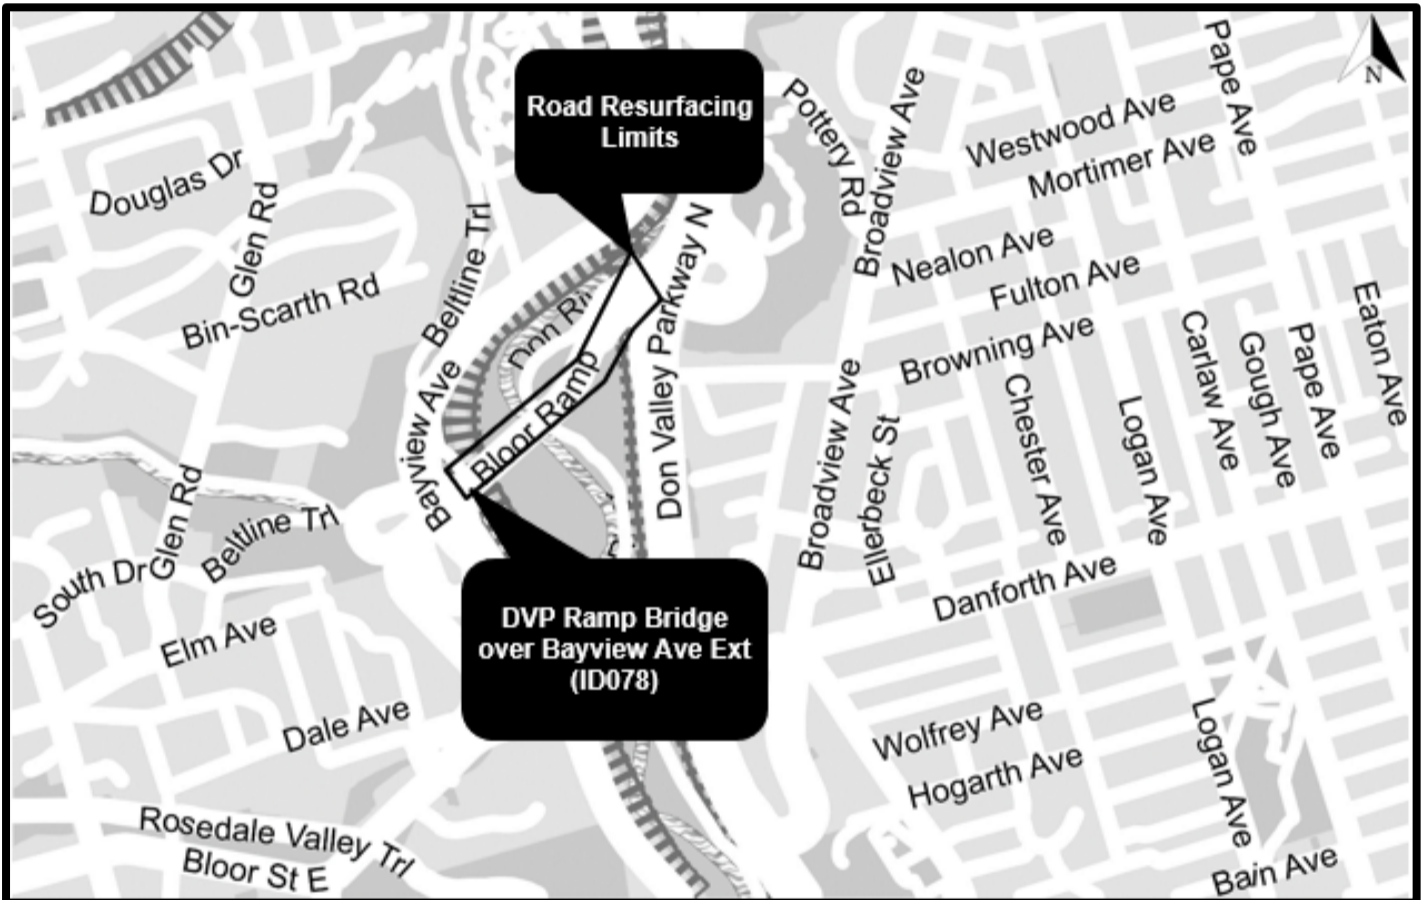 Pape Ave
N
Road Resurfacing
Limits
Pottery Rd
Broadview Ave
Westwood Ave
Mortimer Ave
Douglas Dr
Glen Rd
Beltline Trl
Don Valley Parkway N
Nealon Ave
Fulton Ave
Bin-Scarth Rd
Don Ri
Browning Ave
Carlaw Ave
Gough Ave
Pape Ave
Eaton Ave
Bayview Ave
Bloor Ramp
Broadview Ave
Ellerbeck St
Chester Ave
Logan Ave
Glen Rd
Beltline Trl
South Dr
Elm Ave
Danforth Ave
DVP Ramp Bridge
over Bayview Ave Ext
(ID078)
Dale Ave
Wolfrey Ave
Hogarth Ave
Logan Ave
Rosedale Valley Trl
Bloor St E
Bain Ave